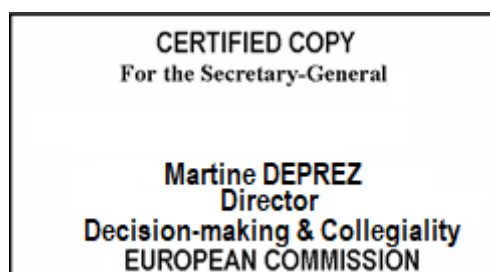 CERTIFIED COPY
For the Secretary-General
Martine DEPREZ
Director
Decision-making & Collegiality
EUROPEAN COMMISSION